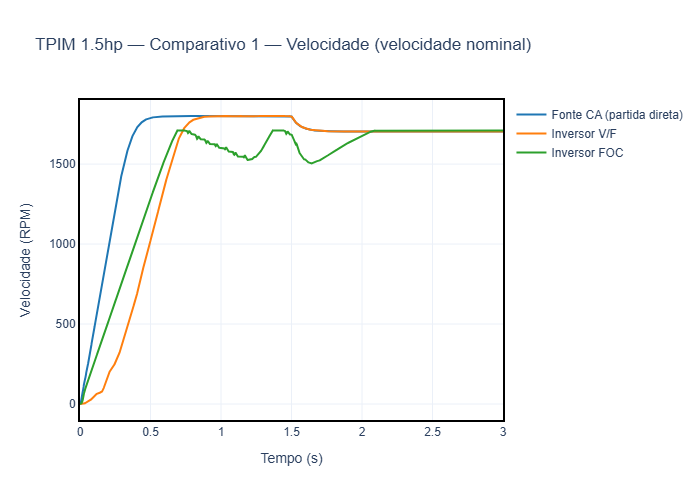 TPIM 1.5hp — Comparativo 1 — Velocidade (velocidade nominal)
Fonte CA (partida direta)
Inversor V/F
Inversor FOC
Velocidade (RPM)
1500
1000
500
0
0
0.5
1
1.5
2
2.5
3
Tempo (s)